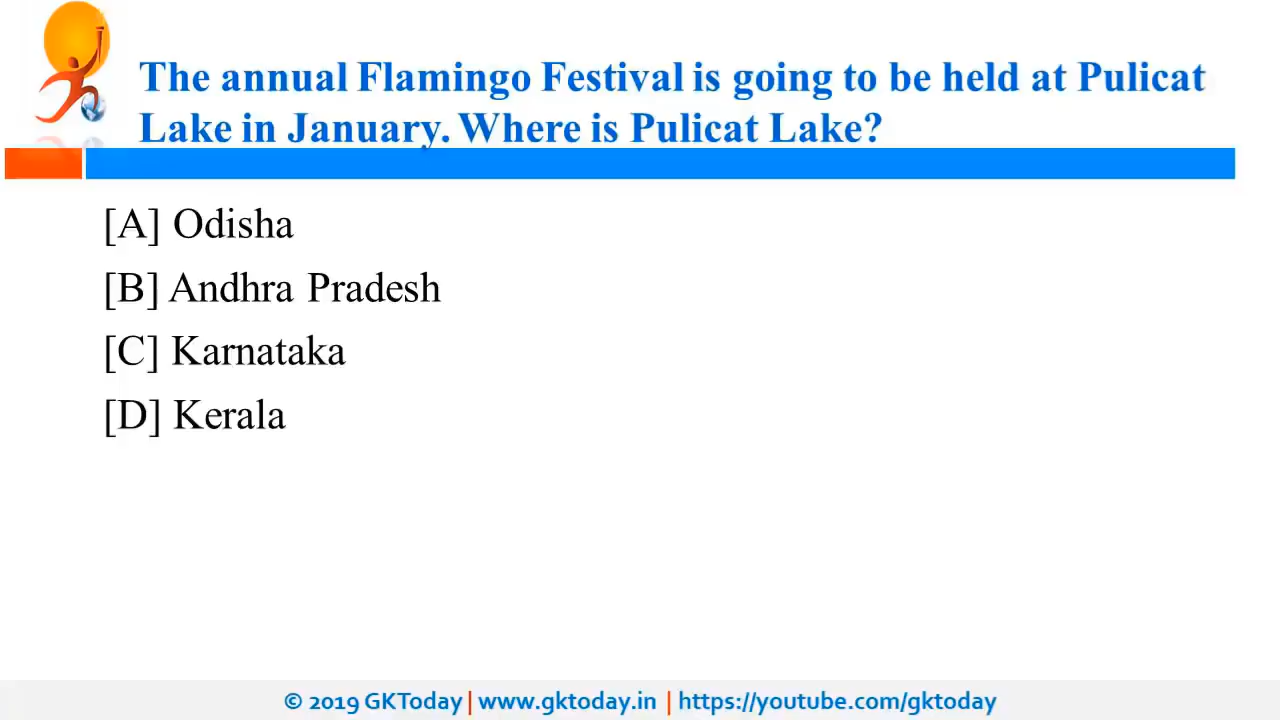 The annual Flamingo Festival is going to be held at Pulicat
Lake in January. Where is Pulicat Lake?
[A] Odisha
[B] Andhra Pradesh
[C] Karnataka
[D] Kerala
© 2019 GKToday | www.gktoday.in | https://youtube.com/gktoday